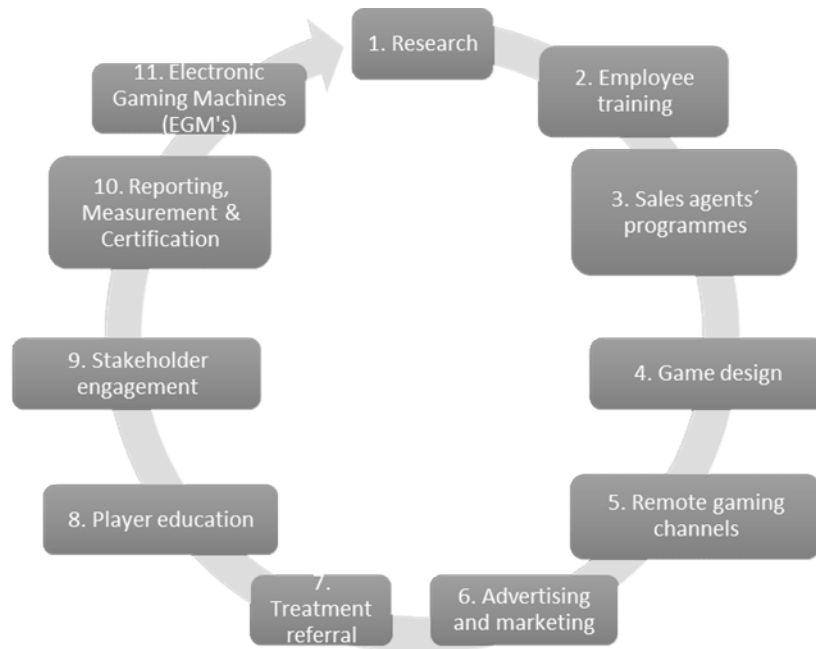 1. Research
2. Employee
training
3. Sales agents´
programmes
4. Game design
5. Remote gaming
channels
6. Advertising
and marketing
7.
Treatment
referral
8. Player education
9. Stakeholder
engagement
10. Reporting,
Measurement &
Certification
11. Electronic
Gaming Machines
(EGM's)